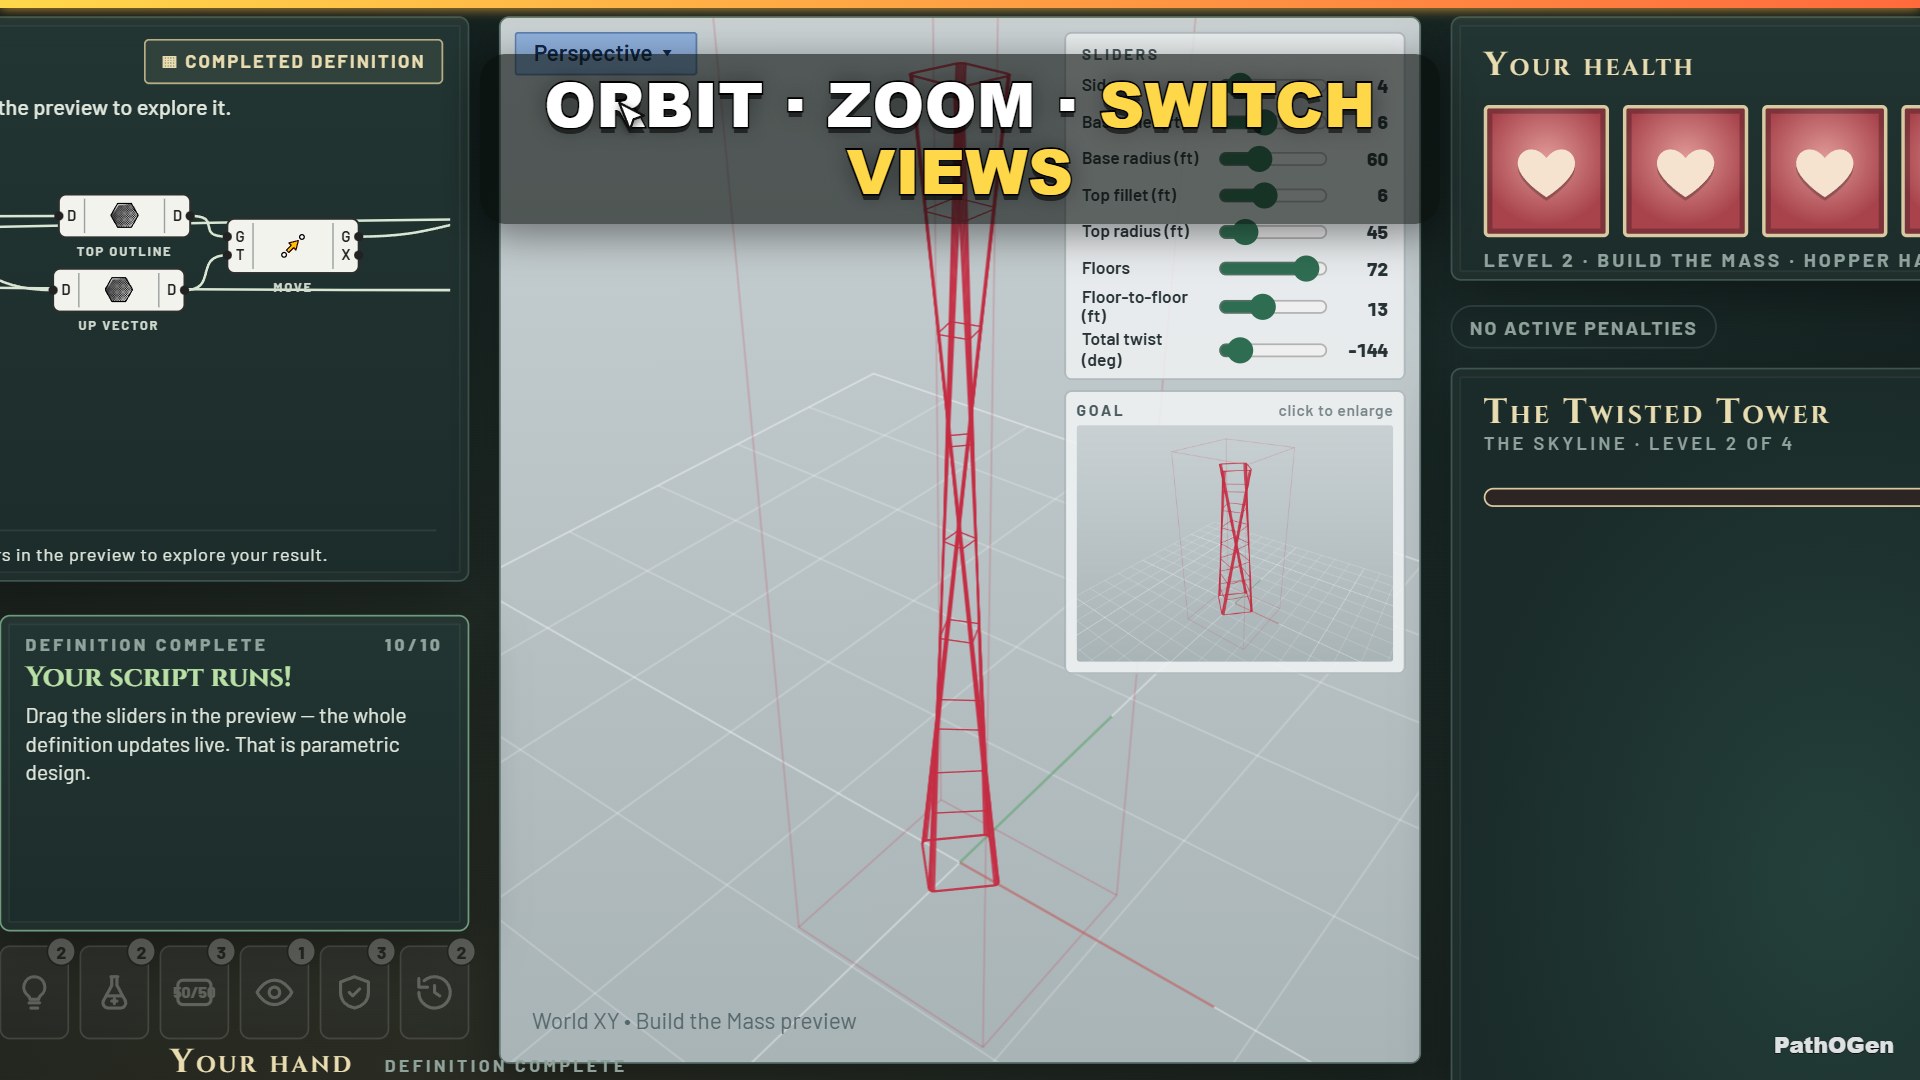 COMPLETED DEFINITION
the preview to explore it.
D D
TOP OUTLINE
G G
T X
MOVE
D D
UP VECTOR
s in the preview to explore your result.
DEFINITION COMPLETE 10/10
YOUR SCRIPT RUNS!
Drag the sliders in the preview — the whole
definition updates live. That is parametric
design.
2 2 3 1 3 2
50/50
YOUR HAND DEFINITION COMPLETE
Perspective
ORBIT · ZOOM · SWITCH
VIEWS
SLIDERS
4
6
Base radius (ft) 60
Top fillet (ft) 6
Top radius (ft) 45
Floors 72
Floor-to-floor
(ft) 13
Total twist
(deg) -144
GOAL click to enlarge
World XY • Build the Mass preview
YOUR HEALTH
LEVEL 2 · BUILD THE MASS · HOPPER HA
NO ACTIVE PENALTIES
THE TWISTED TOWER
THE SKYLINE · LEVEL 2 OF 4
PathOGen